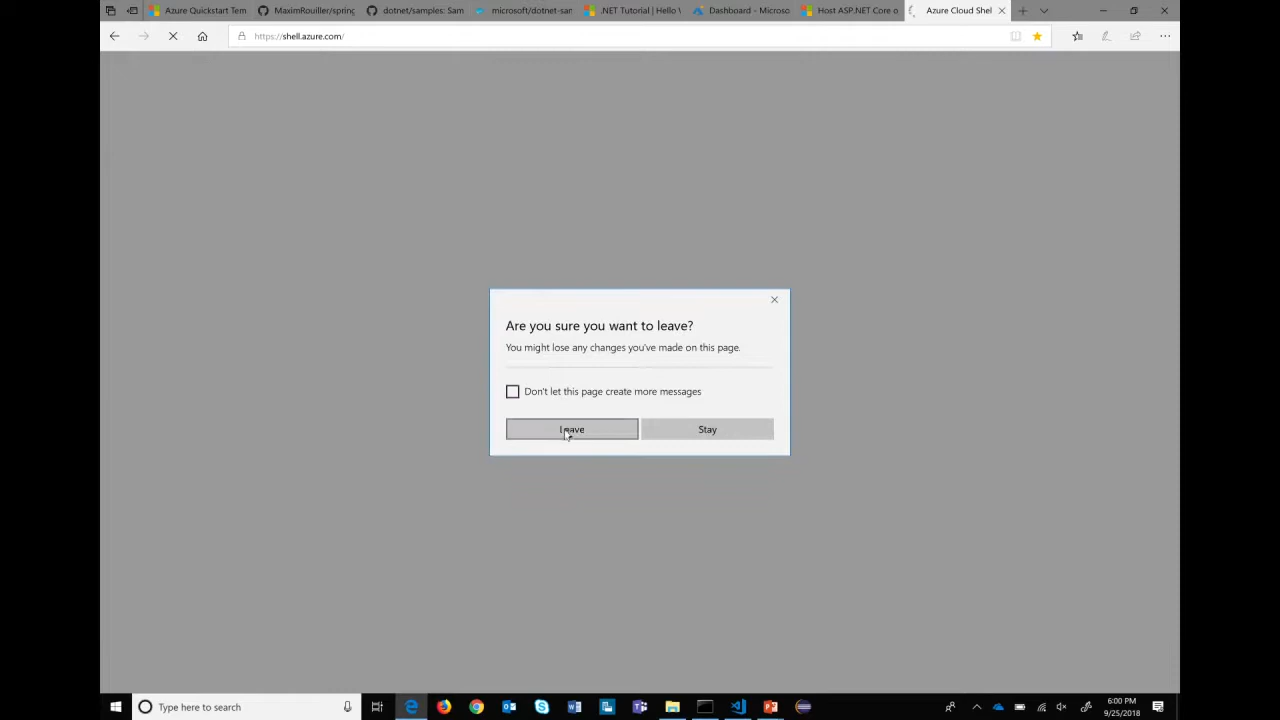 Azure Quickstart Tem
MaximRouiller/spring
dotnet/samples: Sam
microsoft/dotnet-san
.NET Tutorial | Hello \
Dashboard - Microso
Host ASP.NET Core o
Azure Cloud Shel
https://shell.azure.com/
Are you sure you want to leave?
You might lose any changes you've made on this page.
Don't let this page create more messages
Leave
Stay
Type here to search
6:00 PM
9/25/2018